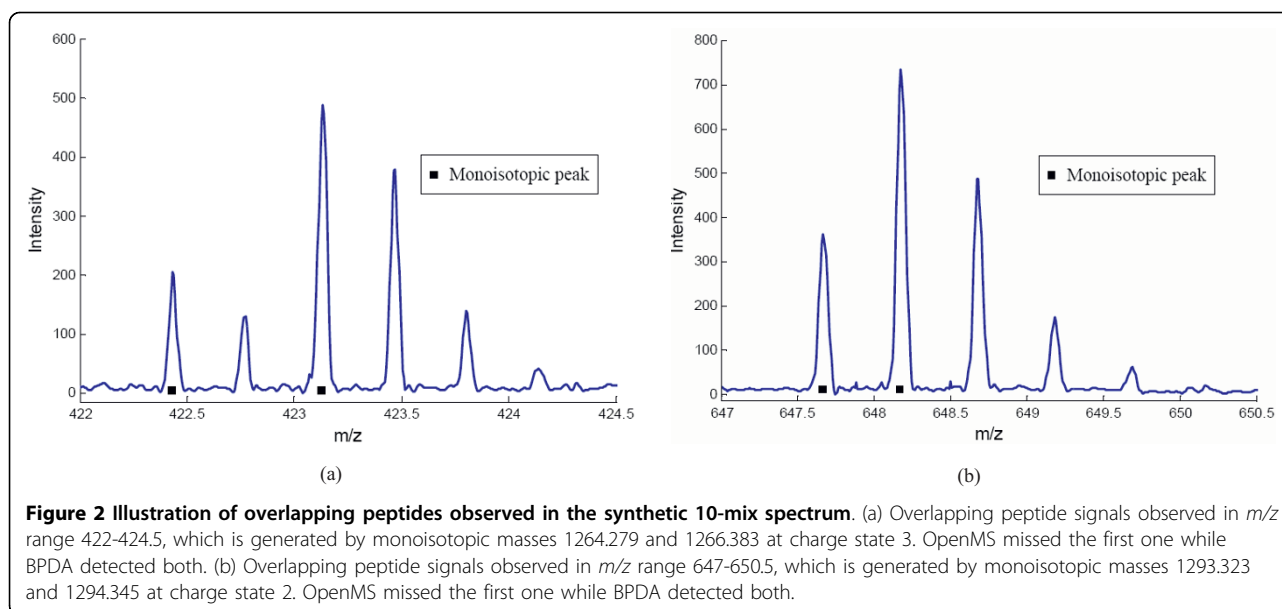 600
500
400
300
200
100
0
Intensity
422
422.5
423
423.5
424
424.5
m/z
Monoisotopic peak
(a)
800
700
600
500
400
300
200
100
0
Intensity
647
647.5
648
648.5
649
649.5
650
650.5
m/z
Monoisotopic peak
(b)
Figure 2 Illustration of overlapping peptides observed in the synthetic 10-mix spectrum. (a) Overlapping peptide signals observed in m/z
range 422-424.5, which is generated by monoisotopic masses 1264.279 and 1266.383 at charge state 3. OpenMS missed the first one while
BPDA detected both. (b) Overlapping peptide signals observed in m/z range 647-650.5, which is generated by monoisotopic masses 1293.323
and 1294.345 at charge state 2. OpenMS missed the first one while BPDA detected both.